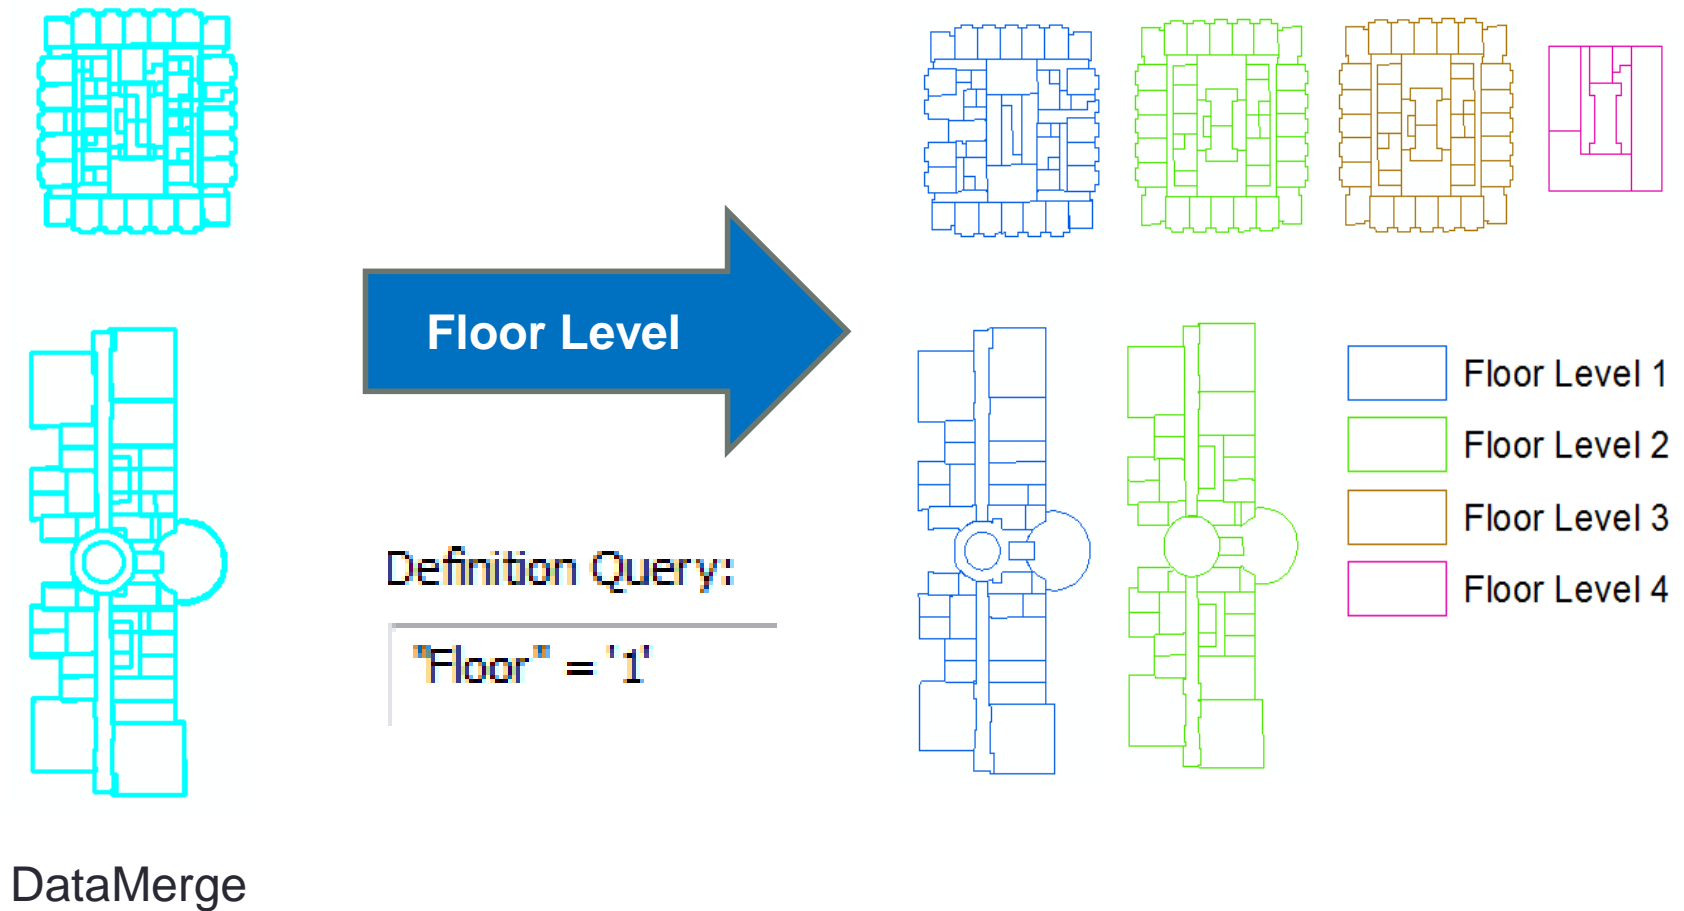 Floor Level
Definition Query:
"Floor" = '1'
Floor Level 1
Floor Level 2
Floor Level 3
Floor Level 4
DataMerge